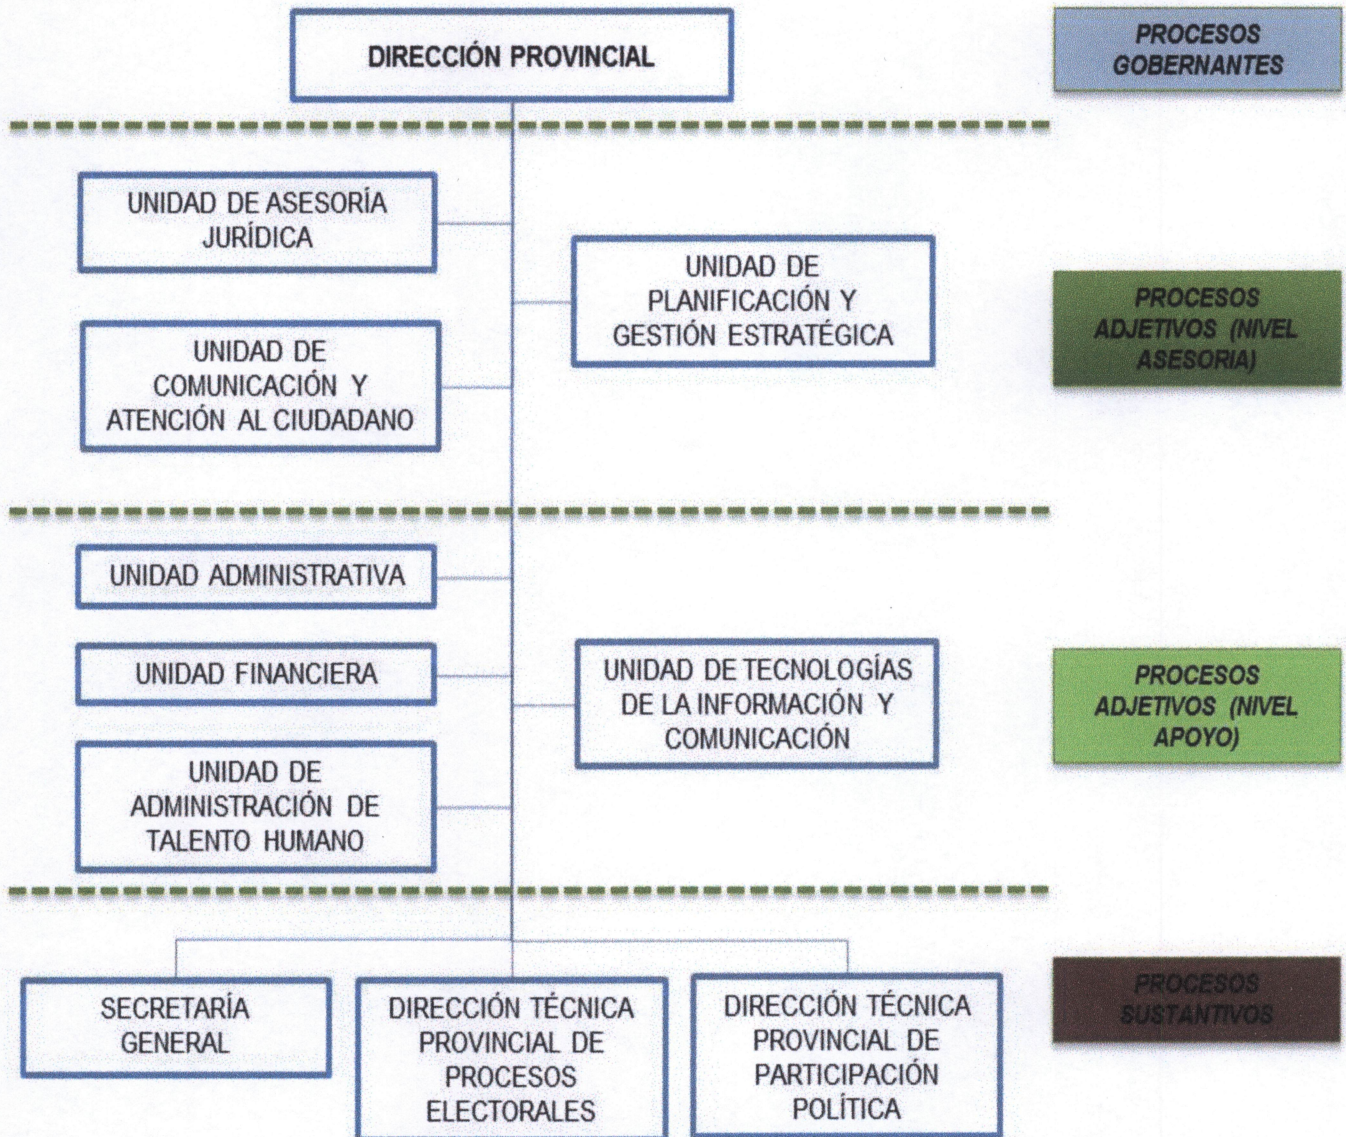 DIRECCIÓN PROVINCIAL
PROCESOS
GOBERNANTES
UNIDAD DE ASESORÍA
JURÍDICA
UNIDAD DE
PLANIFICACIÓN Y
GESTIÓN ESTRATÉGICA
UNIDAD DE
COMUNICACIÓN Y
ATENCIÓN AL CIUDADANO
PROCESOS
ADJETIVOS (NIVEL
ASESORIA)
UNIDAD ADMINISTRATIVA
UNIDAD FINANCIERA
UNIDAD DE
ADMINISTRACIÓN DE
TALENTO HUMANO
UNIDAD DE TECNOLOGÍAS
DE LA INFORMACIÓN Y
COMUNICACIÓN
PROCESOS
ADJETIVOS (NIVEL
APOYO)
SECRETARÍA
GENERAL
DIRECCIÓN TÉCNICA
PROVINCIAL DE
PROCESOS
ELECTORALES
DIRECCIÓN TÉCNICA
PROVINCIAL DE
PARTICIPACIÓN
POLÍTICA
PROCESOS
SUSTANTIVOS